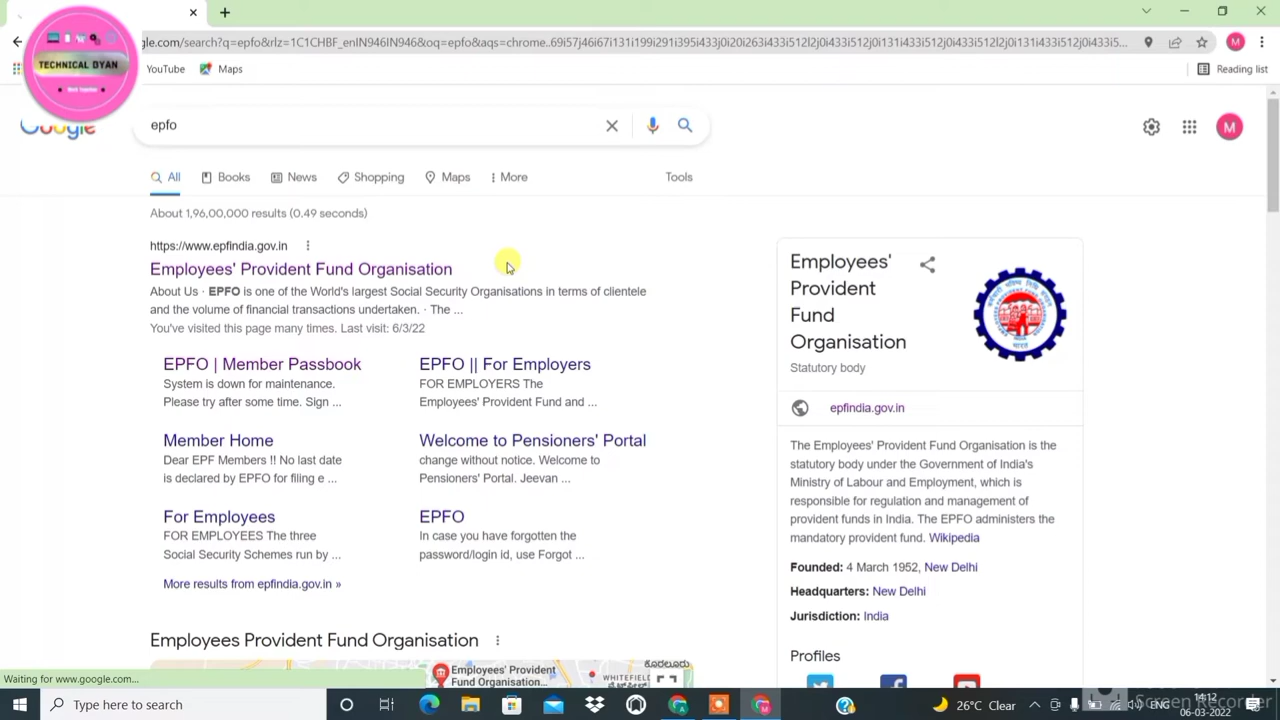 TECHNICAL DYAN
gle.com/search?q=epfo&rlz=1C1CHBF_enIN946IN946&oq=epfo&aqs=chrome..69i57j46i67i131i199i291i395i433j0i20i263i433i512l2j0i131i433i512j0i433i512l2j0i131i433i512j0i433i5...
M
YouTube
Maps
Reading list
Google
epfo
M
All
Books
News
Shopping
Maps
More
Tools
About 1,96,00,000 results (0.49 seconds)
https://www.epfindia.gov.in
Employees' Provident Fund Organisation
About Us · EPFO is one of the World's largest Social Security Organisations in terms of clientele
and the volume of financial transactions undertaken. · The ...
You've visited this page many times. Last visit: 6/3/22
EPFO | Member Passbook
System is down for maintenance.
Please try after some time. Sign ...
EPFO || For Employers
FOR EMPLOYERS The
Employees' Provident Fund and ...
Member Home
Dear EPF Members !! No last date
is declared by EPFO for filing e ...
Welcome to Pensioners' Portal
change without notice. Welcome to
Pensioners' Portal. Jeevan ...
For Employees
FOR EMPLOYEES The three
Social Security Schemes run by ...
EPFO
In case you have forgotten the
password/login id, use Forgot ...
More results from epfindia.gov.in »
Employees Provident Fund Organisation
Employees' Provident
Fund Organisation...
WHITEFIELD
Employees'
Provident
Fund
Organisation
Statutory body
epfindia.gov.in
The Employees' Provident Fund Organisation is the
statutory body under the Government of India's
Ministry of Labour and Employment, which is
responsible for regulation and management of
provident funds in India. The EPFO administers the
mandatory provident fund. Wikipedia
Founded: 4 March 1952, New Delhi
Headquarters: New Delhi
Jurisdiction: India
Profiles
Waiting for www.google.com...
Type here to search
26°C Clear
ENG
14:12
06-03-2022
Screen Recorder